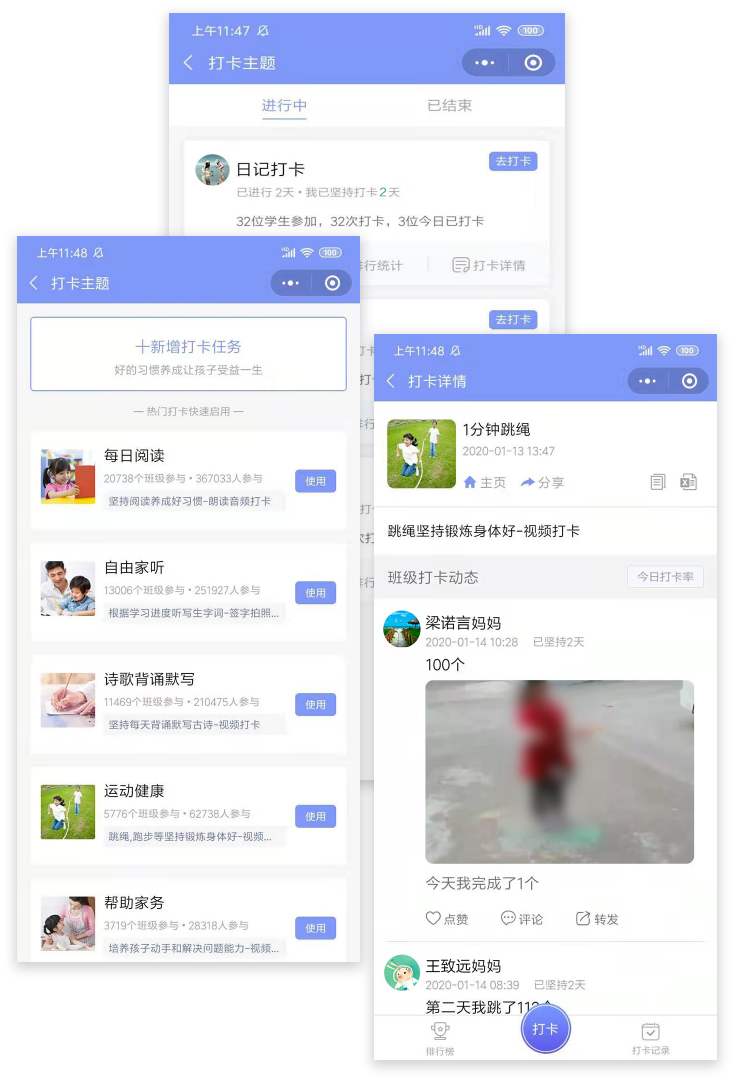 上午11:47
HD
100
打卡主题
进行中
已结束
日记打卡
去打卡
已进行 2天 • 我已坚持打卡2天
32位学生参加，32次打卡，3位今日已打卡
排行统计
打卡详情
去打卡
上午11:48
HD
100
打卡主题
十新增打卡任务
好的习惯养成让孩子受益一生
— 热门打卡快速启用 —
每日阅读
20738个班级参与 • 367033人参与
坚持阅读养成好习惯-朗读音频打卡
使用
自由家听
13006个班级参与 • 251927人参与
根据学习进度听写生字词-签字拍照...
使用
诗歌背诵默写
11469个班级参与 • 210475人参与
坚持每天背诵默写古诗-视频打卡
使用
运动健康
5776个班级参与 • 62738人参与
跳绳,跑步等坚持锻炼身体好-视频...
使用
帮助家务
3719个班级参与 • 28318人参与
培养孩子动手和解决问题能力-视频...
使用
上午11:48
HD
100
打卡详情
1分钟跳绳
2020-01-13 13:47
主页
分享
跳绳坚持锻炼身体好-视频打卡
班级打卡动态
今日打卡率
梁诺言妈妈
2020-01-14 10:28 已坚持2天
100个
今天我完成了1个
点赞
评论
转发
王致远妈妈
2020-01-14 08:39 已坚持2天
第二天我跳了
排行榜
打卡
打卡记录